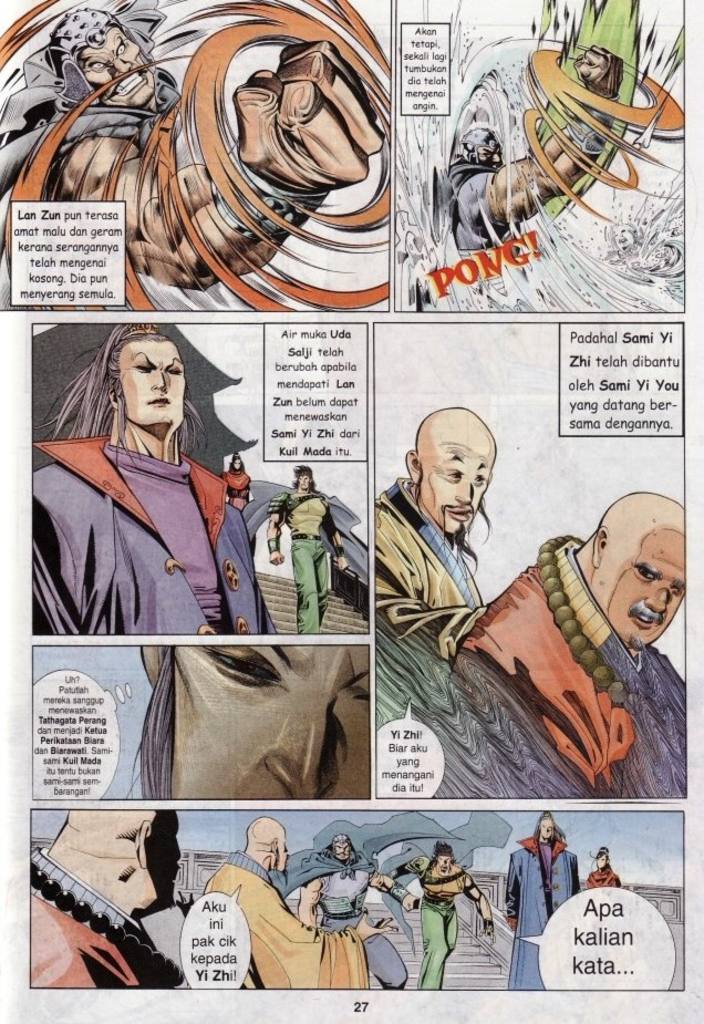 Lan Zun pun terasa
amat malu dan geram
kerana serangannya
telah mengenai
kosong. Dia pun
menyerang semula.
Akan
tetapi,
sekali lagi
tumbukan
dia telah
mengenai
angin.
PONG!
Air muka Uda
Salji telah
berubah apabila
mendapati Lan
Zun belum dapat
menewaskan
Sami Yi Zhi dari
Kuil Mada itu.
Padahal Sami Yi
Zhi telah dibantu
oleh Sami Yi You
yang datang ber-
sama dengannya.
Uh?
Patutlah
mereka sanggup
menewaskan
Tathagata Perang
dan menjadi Ketua
Perikataan Biara
dan Biarawati. Sami-
sami Kuil Mada
itu tentu bukan
sami-sami sem-
barangan!
Yi Zhi!
Biar aku
yang
menangani
dia itu!
Aku
ini
pak cik
kepada
Yi Zhi!
Apa
kalian
kata...
27